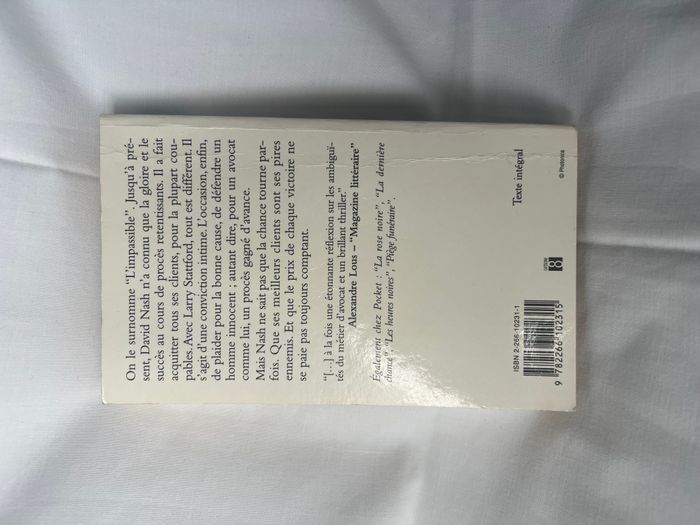 On le surnomme "L'impassible". Jusqu'à pré-
sent, David Nash n'a connu que la gloire et le
succès au cours de procès retentissants. Il a fait
acquitter tous ses clients, pour la plupart cou-
pables. Avec Larry Stattford, tout est différent. Il
s'agit d'une conviction intime. L'occasion, enfin,
de plaider pour la bonne cause, de défendre un
homme innocent ; autant dire, pour un avocat
comme lui, un procès gagné d'avance.
Mais Nash ne sait pas que la chance tourne par-
fois. Que ses meilleurs clients sont ses pires
ennemis. Et que le prix de chaque victoire ne
se paie pas toujours comptant.
"[…] à la fois une étonnante réflexion sur les ambiguï-
tés du métier d'avocat et un brillant thriller."
Alexandre Lous – "Magazine littéraire"
Également chez Pocket : "La rose noire", "La dernière
chance", "Les heures noires", "Piège funéraire".
Texte intégral
© Photonica
ISBN 2-266-10231-1
9 782266 102315
8